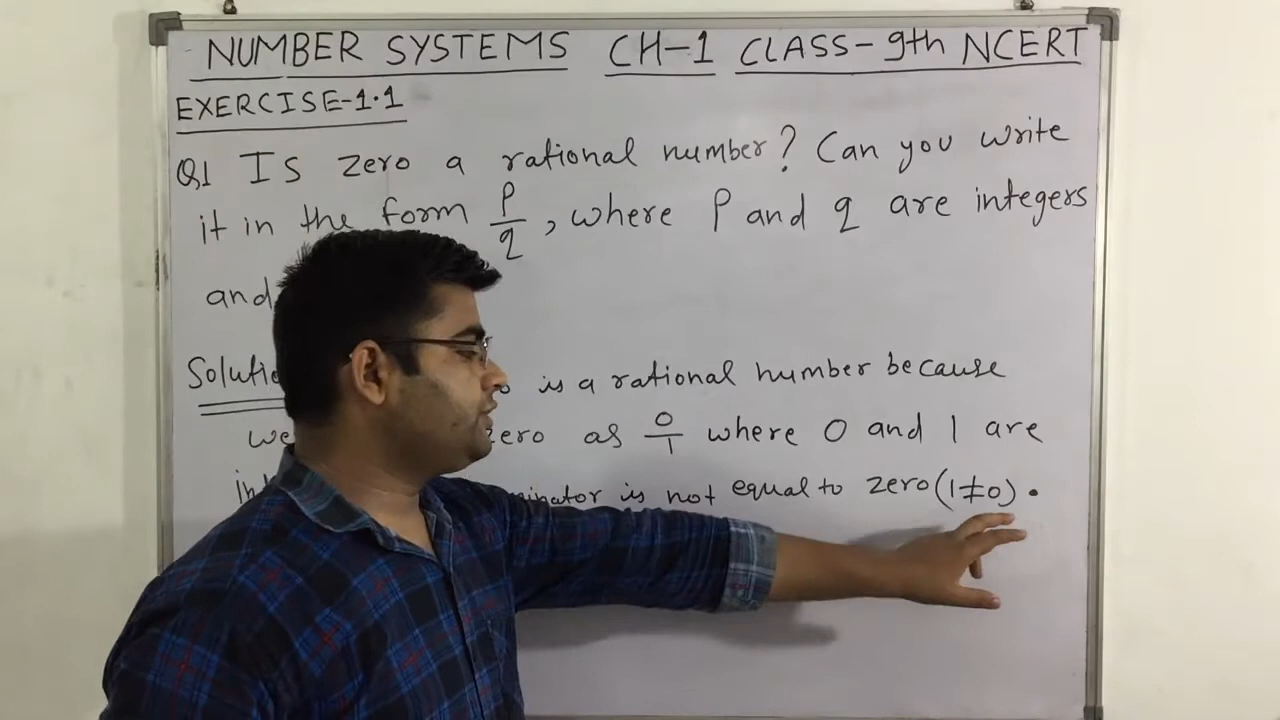 NUMBER SYSTEMS CH-1 CLASS-9th NCERT
EXERCISE-1.1
Q1 Is zero a rational number? Can you write
it in the form p/q, where p and q are integers
and
Solutio is a rational number because
we zero as 0/1 where 0 and 1 are
is not equal to zero (1≠0).